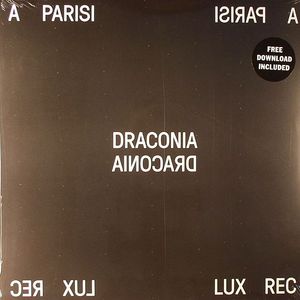 A PARISI
A PARISI
FREE
DOWNLOAD
INCLUDED
DRACONIA
DRACONIA
LUX REC
LUX REC